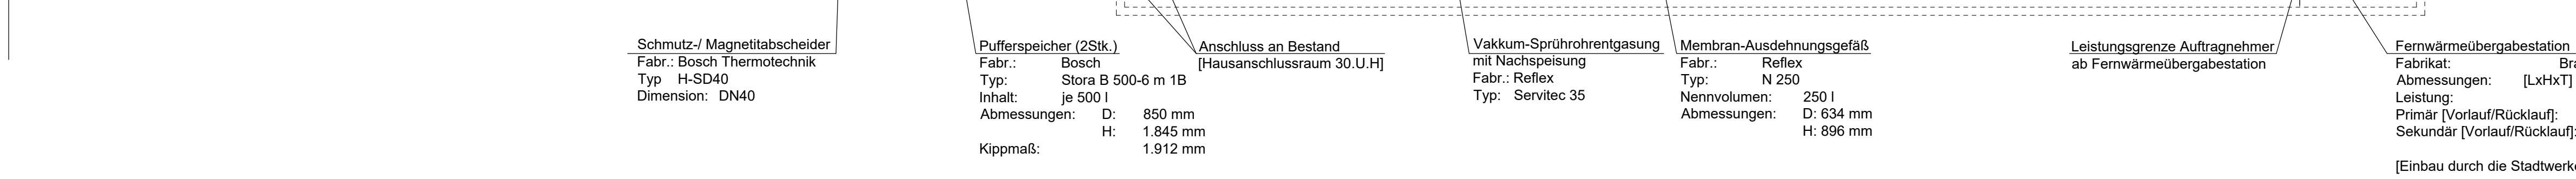 Schmutz-/ Magnetitabscheider
Fabr.: Bosch Thermotechnik
Typ H-SD40
Dimension: DN40
Pufferspeicher (2Stk.)
Fabr.: Bosch
Typ: Stora B 500-6 m 1B
Inhalt: je 500 l
Abmessungen: D: 850 mm
H: 1.845 mm
Kippmaß: 1.912 mm
Anschluss an Bestand
[Hausanschlussraum 30.U.H]
Vakkum-Sprührohrentgasung
mit Nachspeisung
Fabr.: Reflex
Typ: Servitec 35
Membran-Ausdehnungsgefäß
Fabr.: Reflex
Typ: N 250
Nennvolumen: 250 l
Abmessungen: D: 634 mm
H: 896 mm
Leistungsgrenze Auftragnehmer
ab Fernwärmeübergabestation
Fernwärmeübergabestation
Fabrikat:
Abmessungen: [LxHxT]
Leistung:
Primär [Vorlauf/Rücklauf]:
Sekundär [Vorlauf/Rücklauf]:
[Einbau durch die